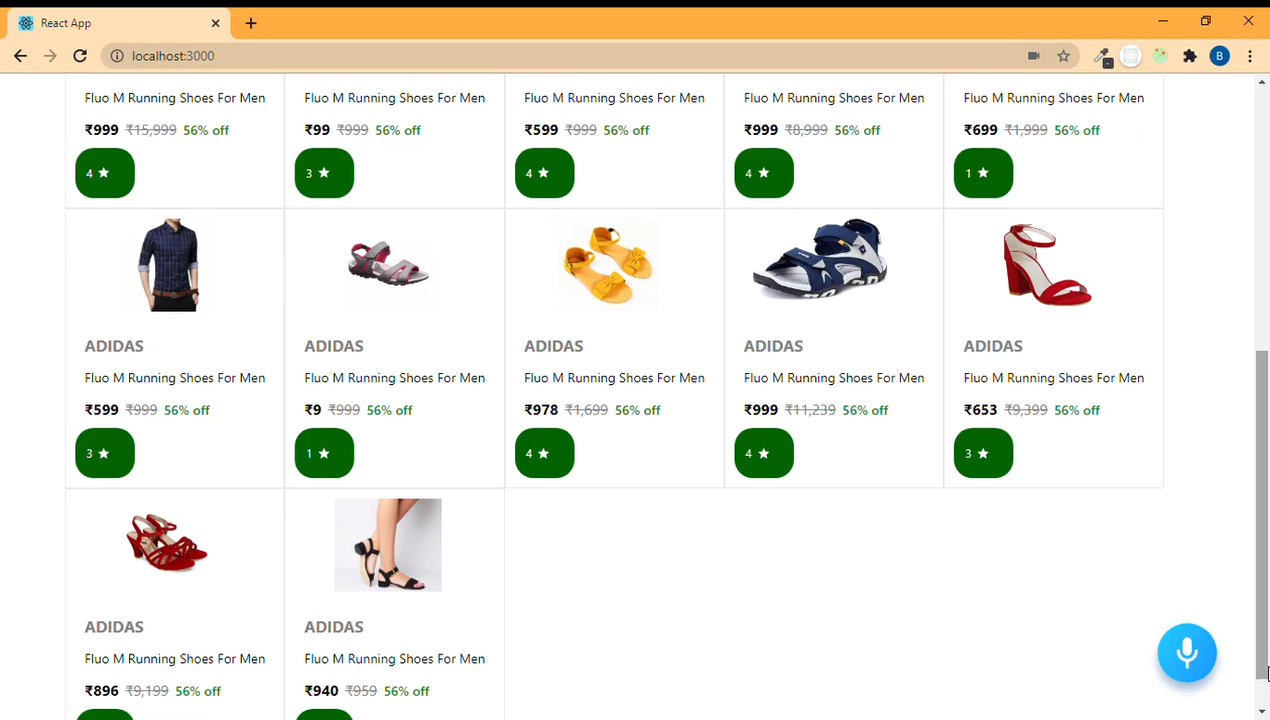 React App
localhost:3000
B
Fluo M Running Shoes For Men Fluo M Running Shoes For Men Fluo M Running Shoes For Men Fluo M Running Shoes For Men Fluo M Running Shoes For Men
₹999 ₹15,999 56% off ₹99 ₹999 56% off ₹599 ₹999 56% off ₹999 ₹8,999 56% off ₹699 ₹1,999 56% off
4 ★ 3 ★ 4 ★ 4 ★ 1 ★
ADIDAS ADIDAS ADIDAS ADIDAS ADIDAS
Fluo M Running Shoes For Men Fluo M Running Shoes For Men Fluo M Running Shoes For Men Fluo M Running Shoes For Men Fluo M Running Shoes For Men
₹599 ₹999 56% off ₹9 ₹999 56% off ₹978 ₹1,699 56% off ₹999 ₹11,239 56% off ₹653 ₹9,399 56% off
3 ★ 1 ★ 4 ★ 4 ★ 3 ★
ADIDAS ADIDAS
Fluo M Running Shoes For Men Fluo M Running Shoes For Men
₹896 ₹9,199 56% off ₹940 ₹959 56% off